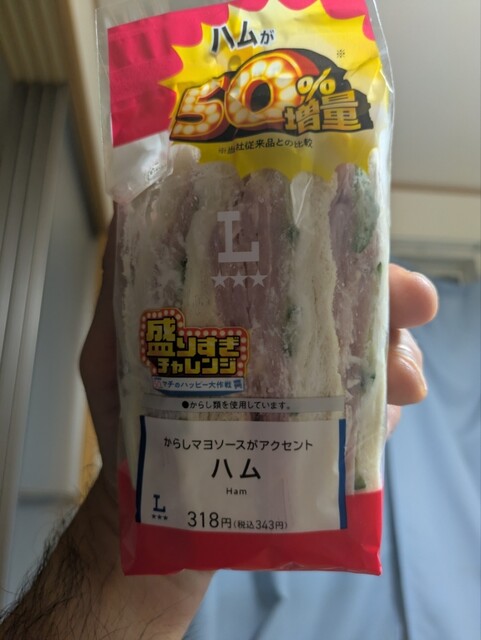 ハムが
50%
増量
※
※当社従来品との比較
L
盛りすぎ
チャレンジ
チのハッピー大作戦
●からし類を使用しています。
からしマヨソースがアクセント
ハム
Ham
L
318円(税込343円)